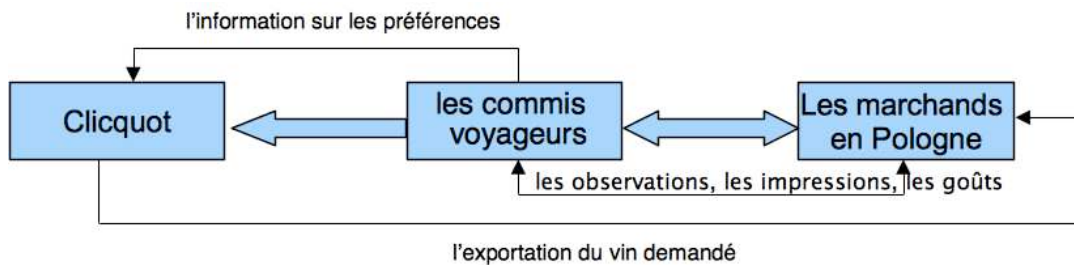 l'information sur les préférences
Clicquot
les commis
voyageurs
Les marchands
en Pologne
les observations, les impressions, les goûts
l'exportation du vin demandé